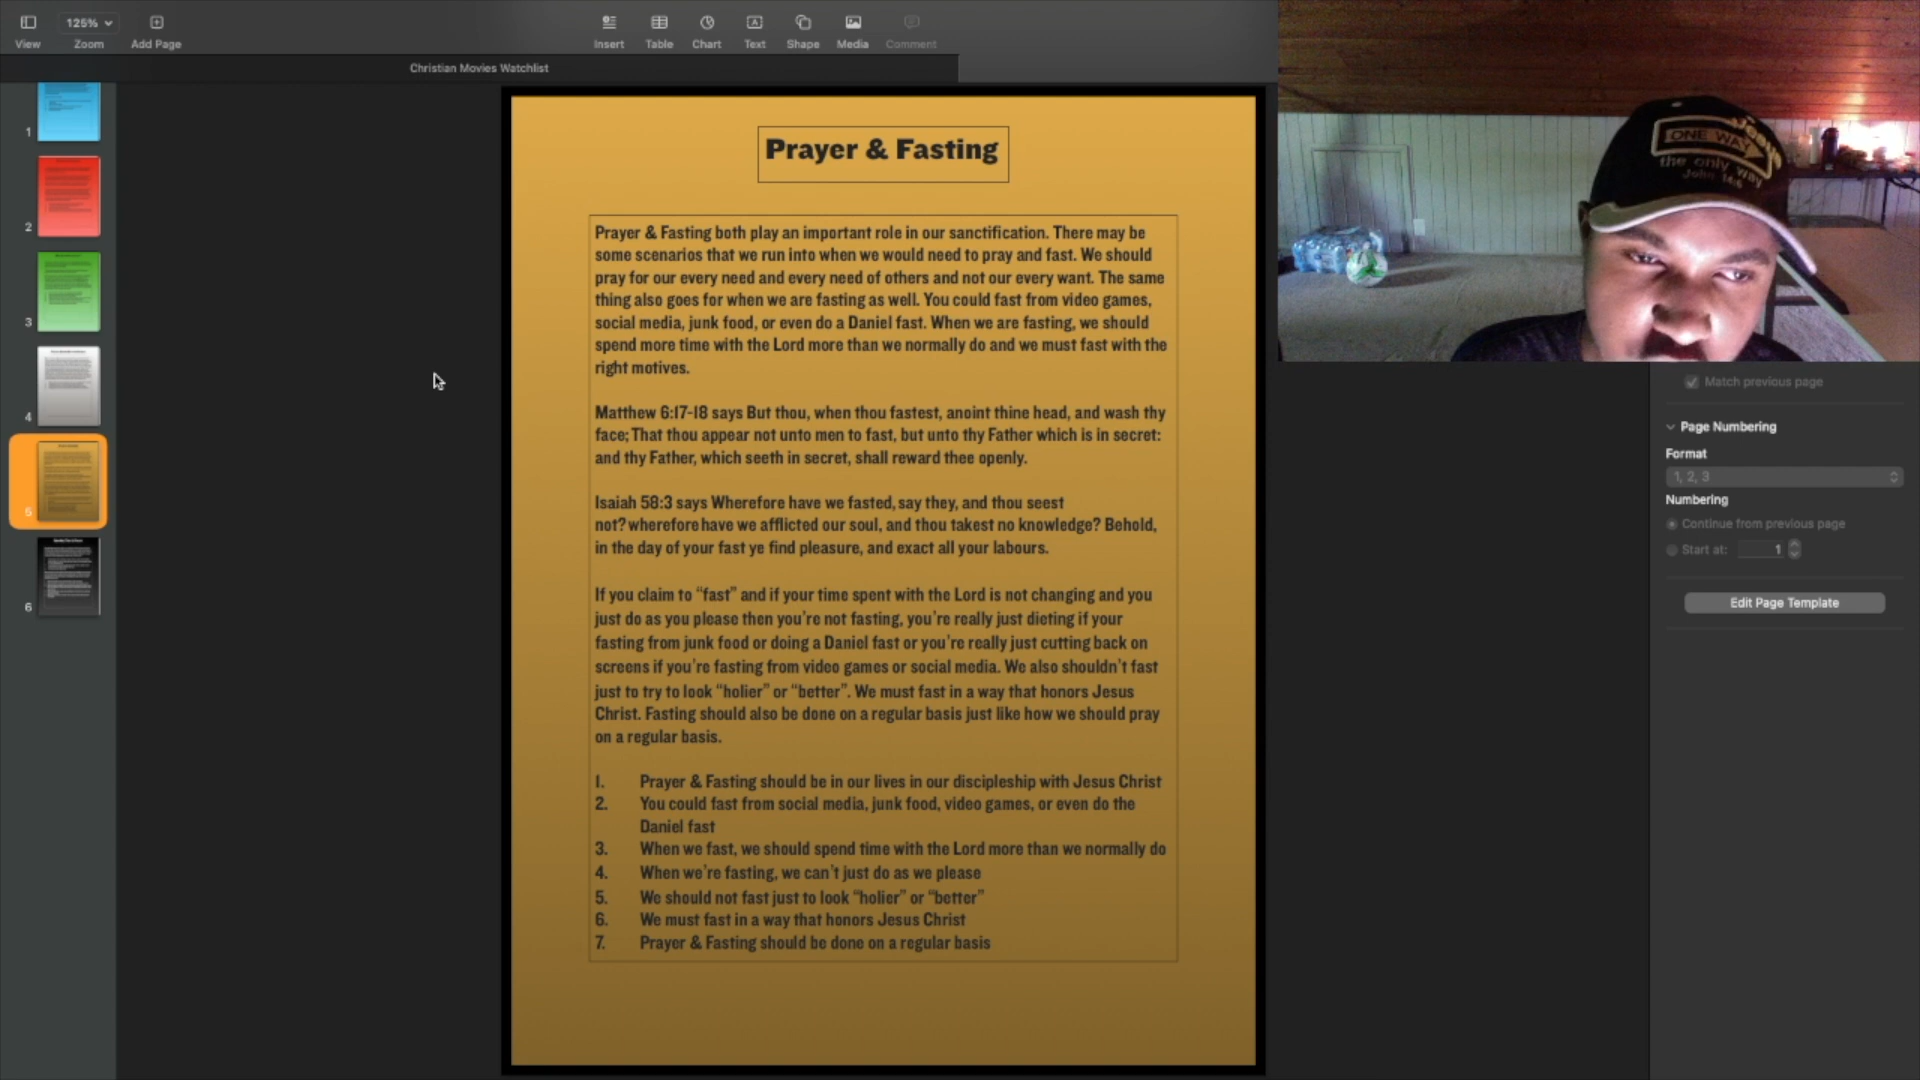 125%
View
Zoom
Add Page
Insert
Table
Chart
Text
Shape
Media
Comment
Christian Movies Watchlist
1
2
3
4
5
6
Prayer & Fasting
Prayer & Fasting both play an important role in our sanctification. There may be
some scenarios that we run into when we would need to pray and fast. We should
pray for our every need and every need of others and not our every want. The same
thing also goes for when we are fasting as well. You could fast from video games,
social media, junk food, or even do a Daniel fast. When we are fasting, we should
spend more time with the Lord more than we normally do and we must fast with the
right motives.
Matthew 6:17-18 says But thou, when thou fastest, anoint thine head, and wash thy
face; That thou appear not unto men to fast, but unto thy Father which is in secret:
and thy Father, which seeth in secret, shall reward thee openly.
Isaiah 58:3 says Wherefore have we fasted, say they, and thou seest
not? wherefore have we afflicted our soul, and thou takest no knowledge? Behold,
in the day of your fast ye find pleasure, and exact all your labours.
If you claim to “fast” and if your time spent with the Lord is not changing and you
just do as you please then you’re not fasting, you’re really just dieting if your
fasting from junk food or doing a Daniel fast or you’re really just cutting back on
screens if you’re fasting from video games or social media. We also shouldn’t fast
just to try to look “holier” or “better”. We must fast in a way that honors Jesus
Christ. Fasting should also be done on a regular basis just like how we should pray
on a regular basis.
1. Prayer & Fasting should be in our lives in our discipleship with Jesus Christ
2. You could fast from social media, junk food, video games, or even do the
Daniel fast
3. When we fast, we should spend time with the Lord more than we normally do
4. When we’re fasting, we can’t just do as we please
5. We should not fast just to look “holier” or “better”
6. We must fast in a way that honors Jesus Christ
7. Prayer & Fasting should be done on a regular basis
Jesus
ONE WAY
the only way
John 14:6
Match previous page
Page Numbering
Format
1, 2, 3
Numbering
Continue from previous page
Start at: 1
Edit Page Template